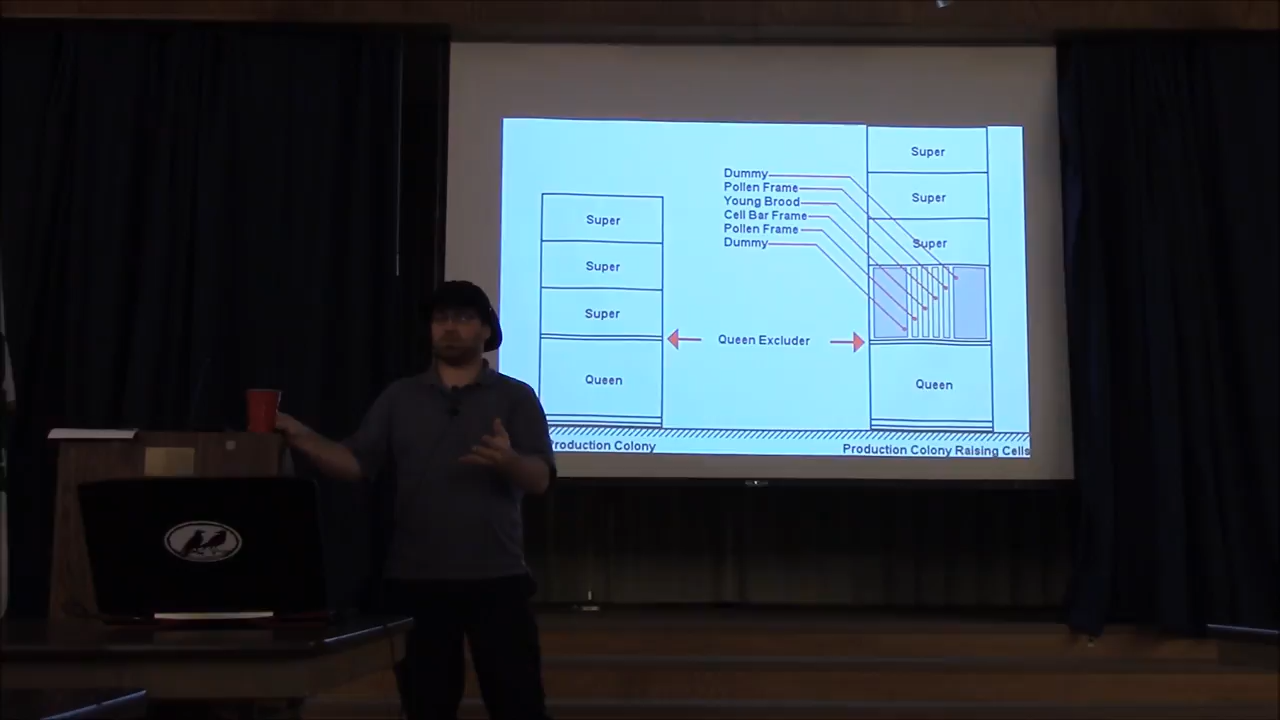 Super
Super
Super
Queen
Production Colony
Dummy
Pollen Frame
Young Brood
Cell Bar Frame
Pollen Frame
Dummy
Queen Excluder
Super
Super
Super
Queen
Production Colony Raising Cells